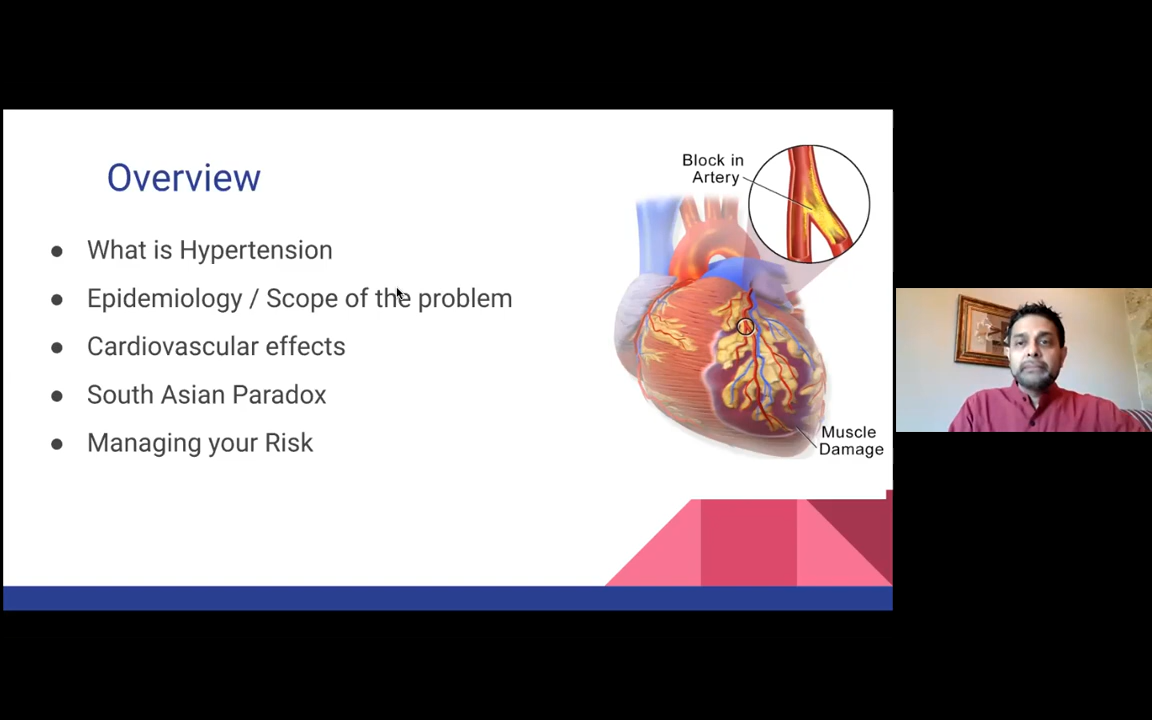 Overview
What is Hypertension
Epidemiology / Scope of the problem
Cardiovascular effects
South Asian Paradox
Managing your Risk
Block in
Artery
Muscle
Damage